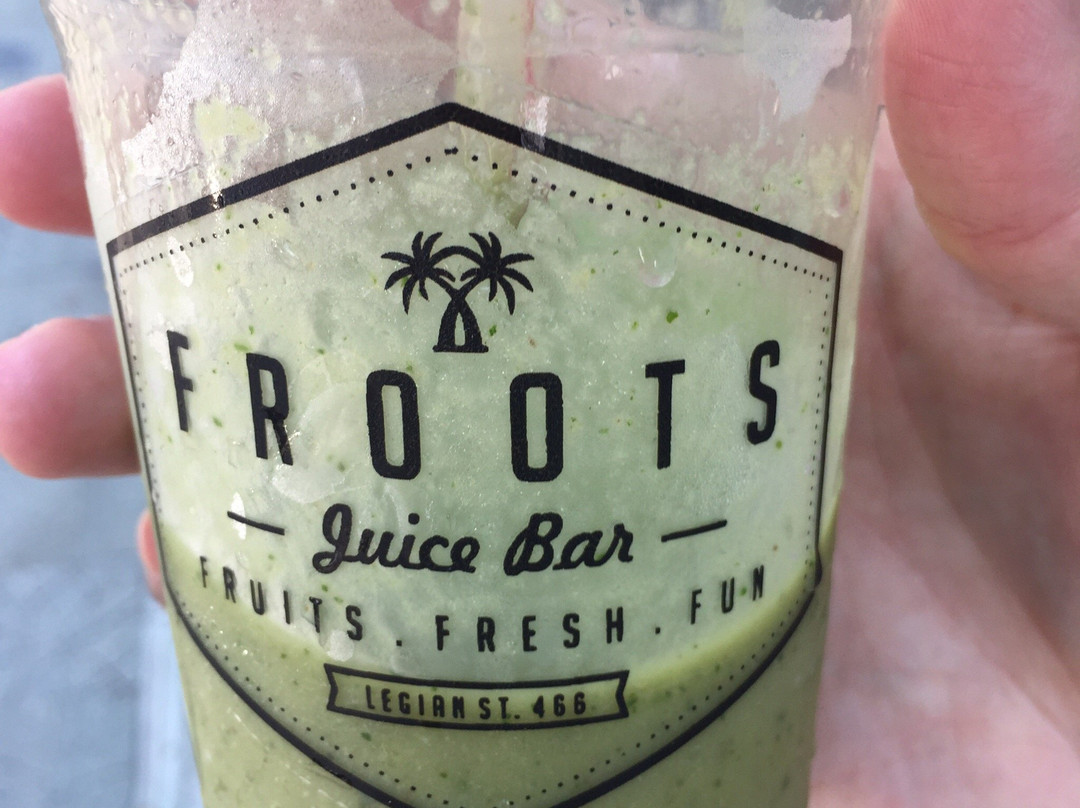 FROOTS
Juice Bar
FRUITS . FRESH . FUN
LEGIAN ST. 466